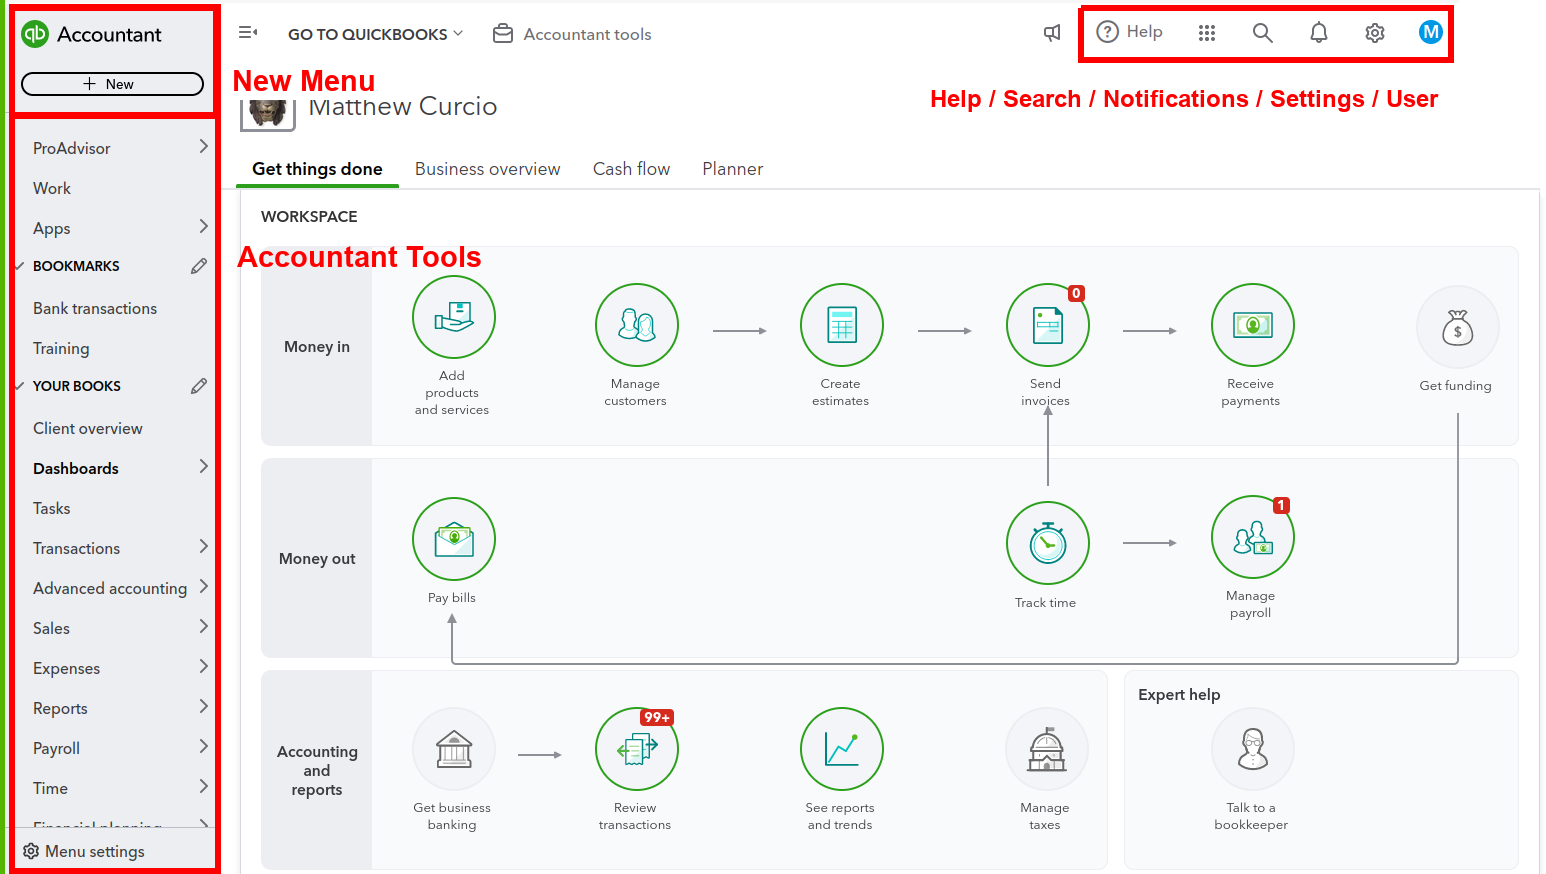 qb Accountant
GO TO QUICKBOOKS
Accountant tools
Help
M
New
New Menu
Help / Search / Notifications / Settings / User
Matthew Curcio
ProAdvisor
Work
Apps
BOOKMARKS
Bank transactions
Training
YOUR BOOKS
Client overview
Dashboards
Tasks
Transactions
Advanced accounting
Sales
Expenses
Reports
Payroll
Time
Financial planning
Menu settings
Get things done
Business overview
Cash flow
Planner
WORKSPACE
Accountant Tools
Money in
Add
products
and services
Manage
customers
Create
estimates
0
Send
invoices
Receive
payments
$
Get funding
Money out
Pay bills
Track time
1
Manage
payroll
Accounting
and
reports
Get business
banking
99+
Review
transactions
See reports
and trends
Manage
taxes
Expert help
Talk to a
bookkeeper